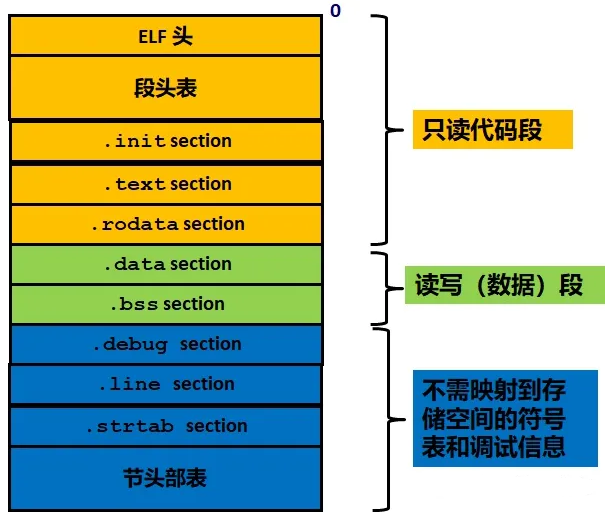 0
ELF 头
段头表
.init section
.text section
.rodata section
.data section
.bss section
.debug section
.line section
.strtab section
节头部表
只读代码段
读写（数据）段
不需映射到存
储空间的符号
表和调试信息